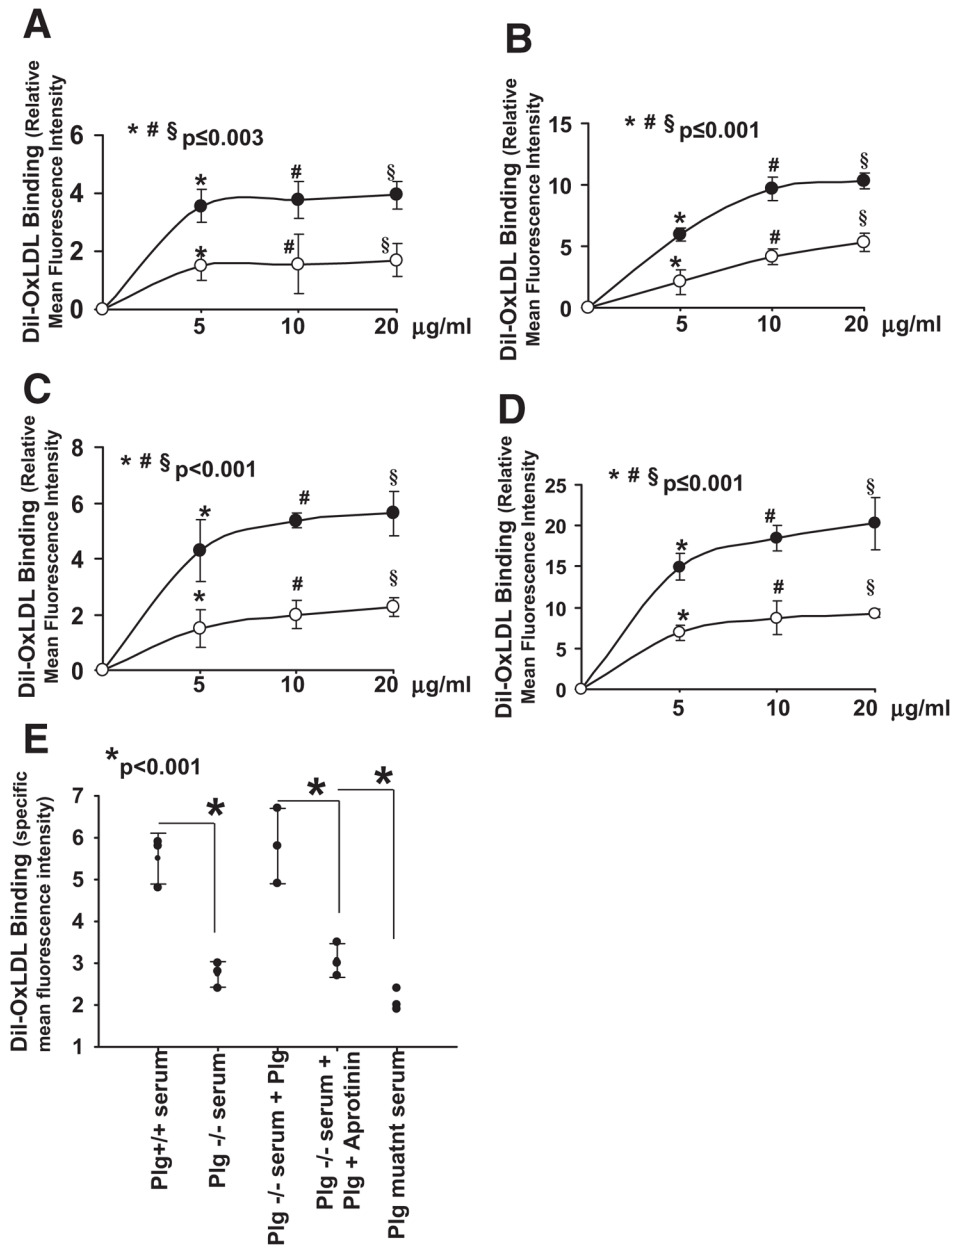 A
Dil-OxLDL Binding (Relative
Mean Fluorescence Intensity
* # § p≤0.003
6
4
2
0
* # §
* # §
5 10 20 µg/ml
B
Dil-OxLDL Binding (Relative
Mean Fluorescence Intensity
* # § p≤0.001
15
10
5
0
* # §
* # §
5 10 20 µg/ml
C
Dil-OxLDL Binding (Relative
Mean Fluorescence Intensity
* # § p<0.001
8
6
4
2
0
* # §
* # §
5 10 20 µg/ml
D
Dil-OxLDL Binding (Relative
Mean Fluorescence Intensity
* # § p≤0.001
25
20
15
10
5
0
* # §
* # §
5 10 20 µg/ml
E
Dil-OxLDL Binding (specific
mean fluorescence intensity)
*p<0.001
7
6
5
4
3
2
1
* * *
Plg+/+ serum
Plg -/- serum
Plg -/- serum + Plg
Plg -/- serum +
Plg + Aprotinin
Plg muatnt serum